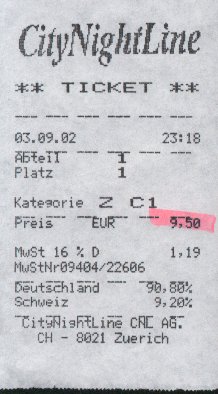 CityNightLine
** TICKET **
--- --- --- --- --- ---
03.09.02 23:18
Abteil 1
Platz 1
Kategorie Z C1
Preis EUR 9,50
MwSt 16 % D 1,19
MwStNr09404/22606
Deutschland 90,80%
Schweiz 9,20%
CityNightLine CNL AG.
CH - 8021 Zuerich